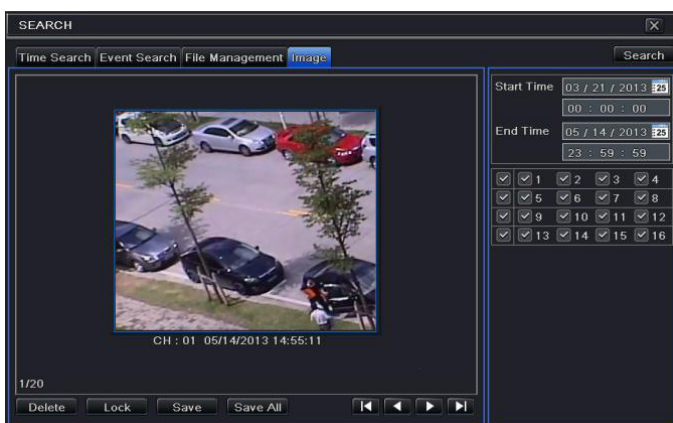 SEARCH
Time Search Event Search File Management Image
Search
Start Time 03 / 21 / 2013 25
00 : 00 : 00
End Time 05 / 14 / 2013 25
23 : 59 : 59
1 2 3 4
5 6 7 8
9 10 11 12
13 14 15 16
CH : 01 05/14/2013 14:55:11
1/20
Delete Lock Save Save All